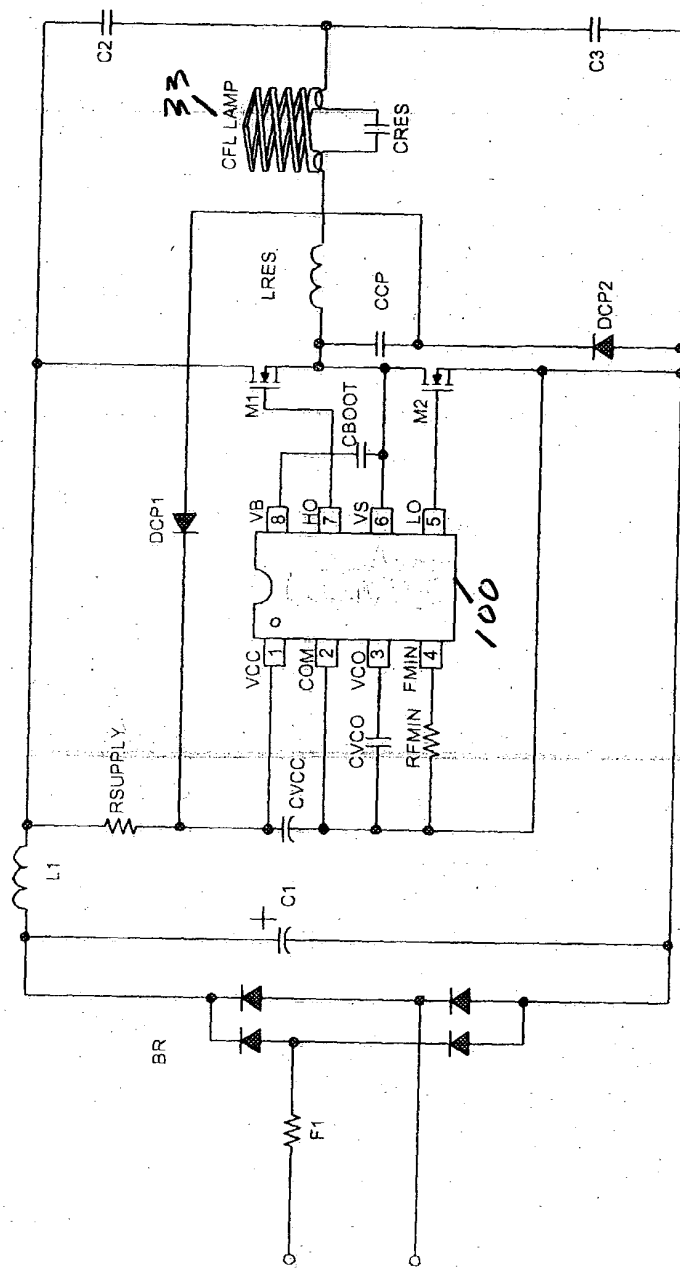 F1
BR
C1
+
L1
RSUPPLY
CVCC
CVCO
RFMIN
VCC
COM
VCO
FMIN
1
2
3
4
8
7
6
5
VB
HO
VS
LO
100
DCP1
CBOOT
M1
M2
LRES
CCP
DCP2
33
CFL LAMP
CRES
C2
C3